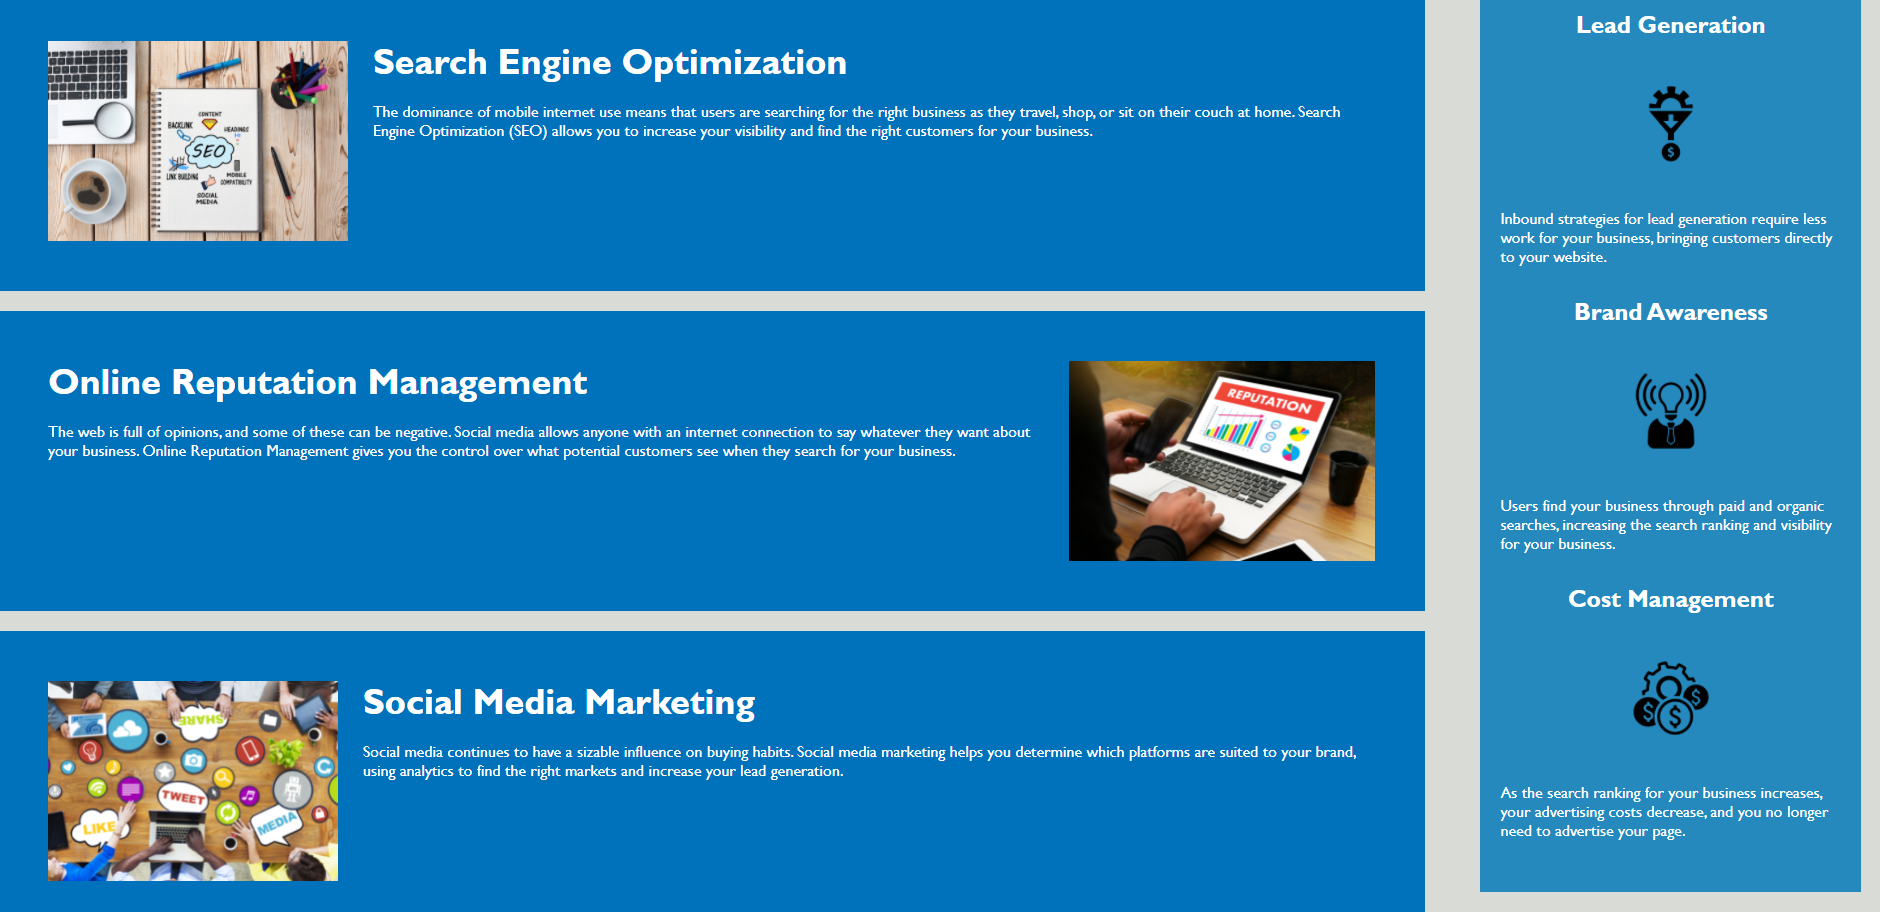 Search Engine Optimization
The dominance of mobile internet use means that users are searching for the right business as they travel, shop, or sit on their couch at home. Search
Engine Optimization (SEO) allows you to increase your visibility and find the right customers for your business.
CONTENT
BACKLINK
HEADINGS
SEO
LINK BUILDING
MOBILE
COMPATIBILITY
SOCIAL
MEDIA
Online Reputation Management
The web is full of opinions, and some of these can be negative. Social media allows anyone with an internet connection to say whatever they want about
your business. Online Reputation Management gives you the control over what potential customers see when they search for your business.
REPUTATION
Social Media Marketing
Social media continues to have a sizable influence on buying habits. Social media marketing helps you determine which platforms are suited to your brand,
using analytics to find the right markets and increase your lead generation.
SHARE
TWEET
LIKE
MEDIA
Lead Generation
$
Inbound strategies for lead generation require less
work for your business, bringing customers directly
to your website.
Brand Awareness
Users find your business through paid and organic
searches, increasing the search ranking and visibility
for your business.
Cost Management
$ $ $
As the search ranking for your business increases,
your advertising costs decrease, and you no longer
need to advertise your page.